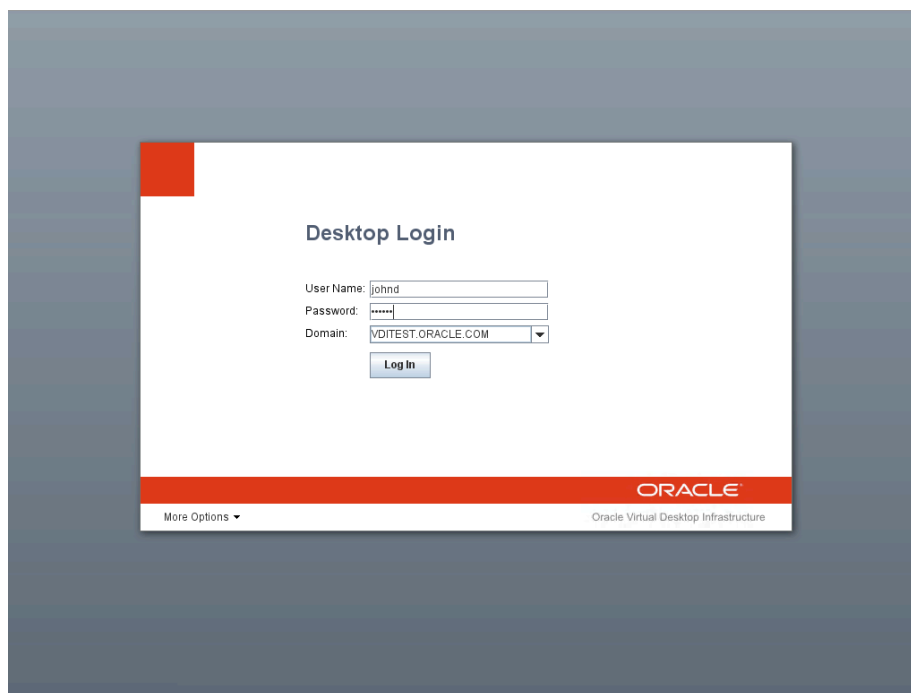 Desktop Login
User Name: johnd
Password: ••••••
Domain: VDITEST.ORACLE.COM
Log In
ORACLE
More Options
Oracle Virtual Desktop Infrastructure